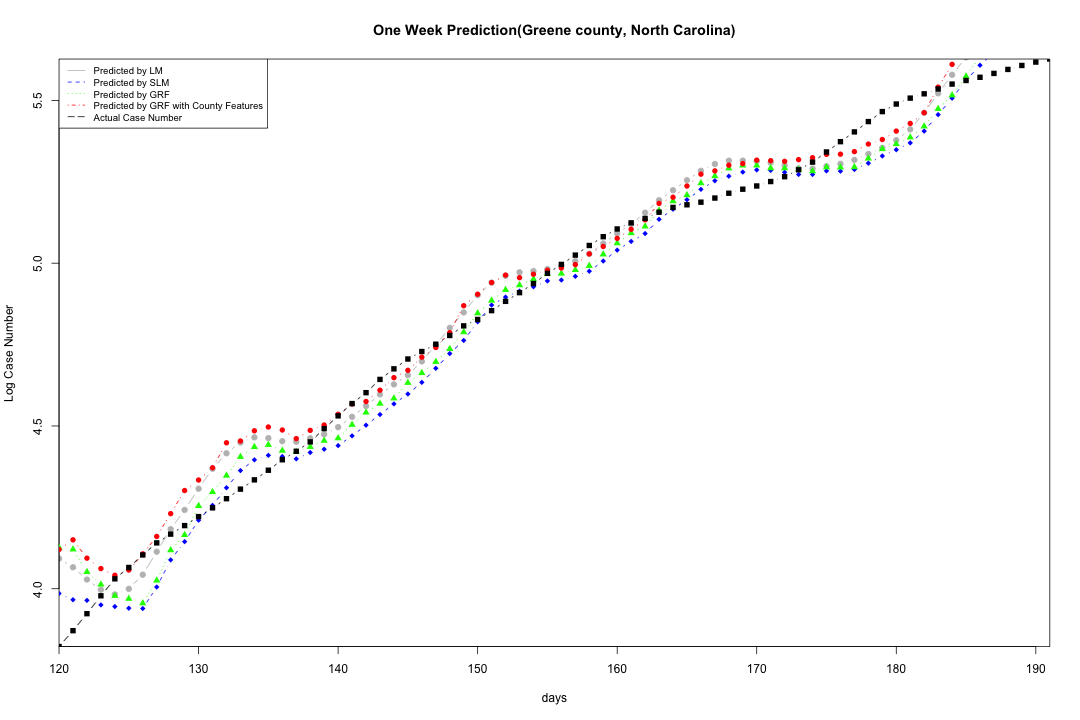 One Week Prediction(Greene county, North Carolina)
Predicted by LM
Predicted by SLM
Predicted by GRF
Predicted by GRF with County Features
Actual Case Number
Log Case Number
5.5
5.0
4.5
4.0
120 130 140 150 160 170 180 190
days